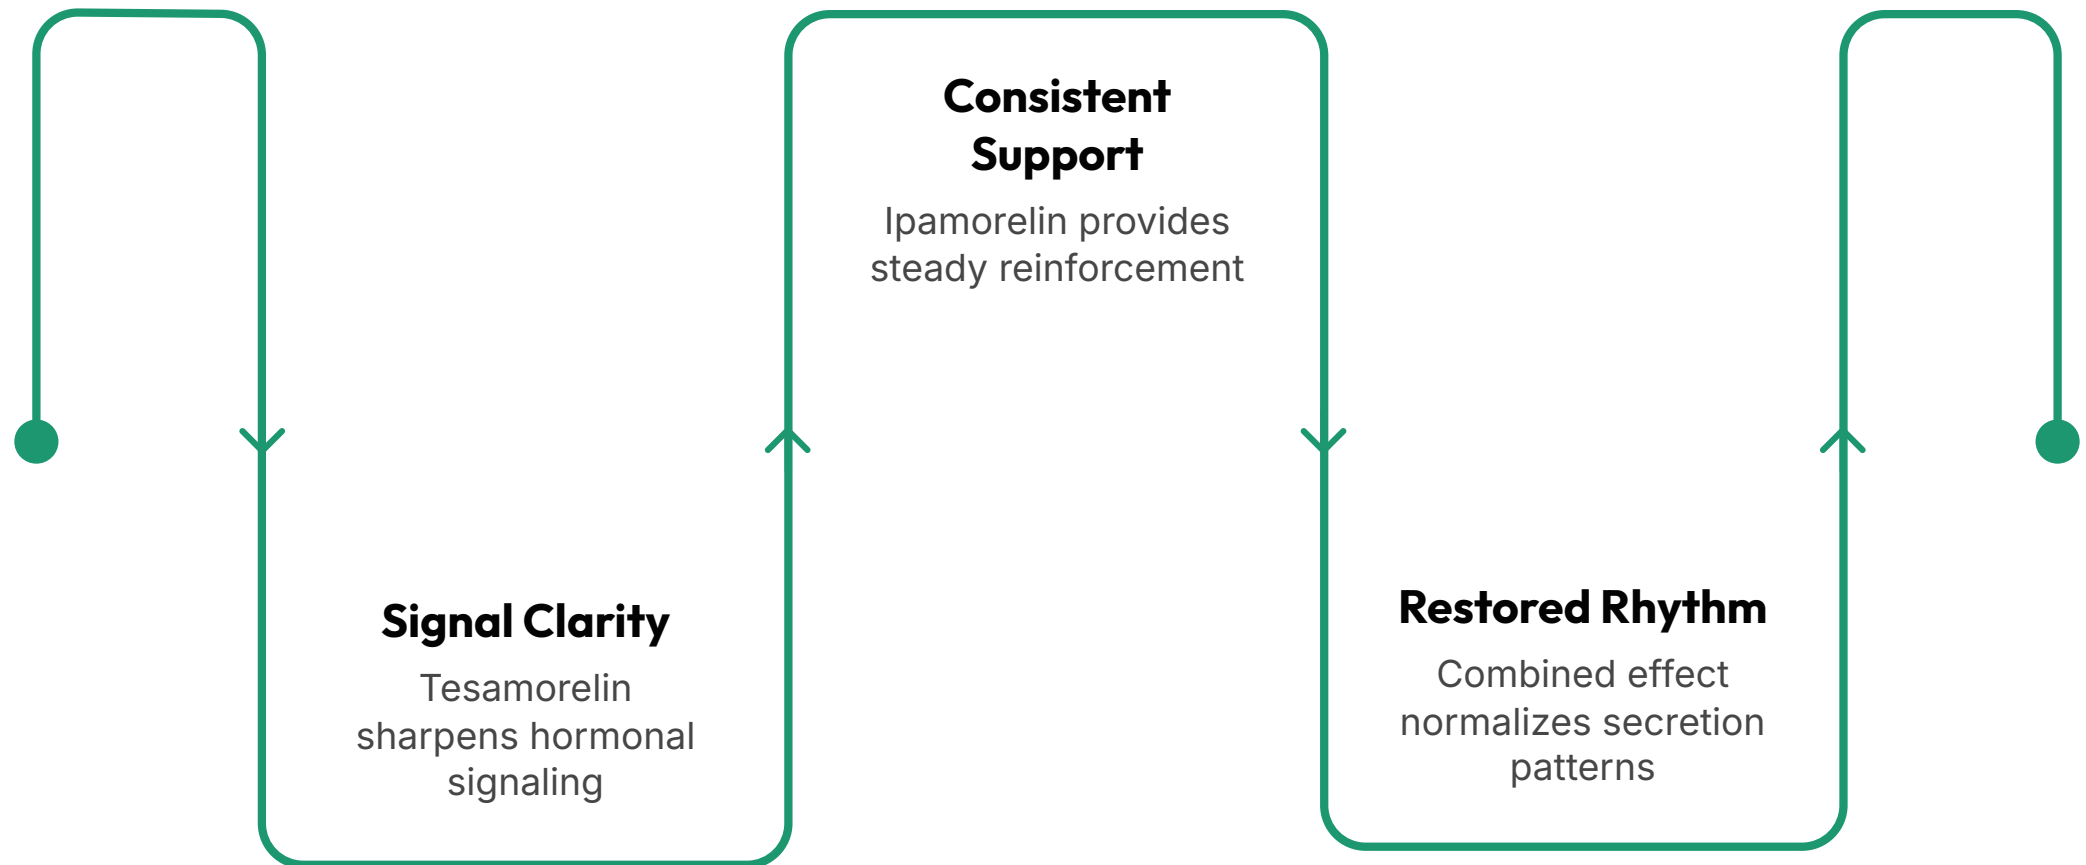 Signal Clarity
Tesamorelin
sharpens hormonal
signaling
Consistent
Support
Ipamorelin provides
steady reinforcement
Restored Rhythm
Combined effect
normalizes secretion
patterns